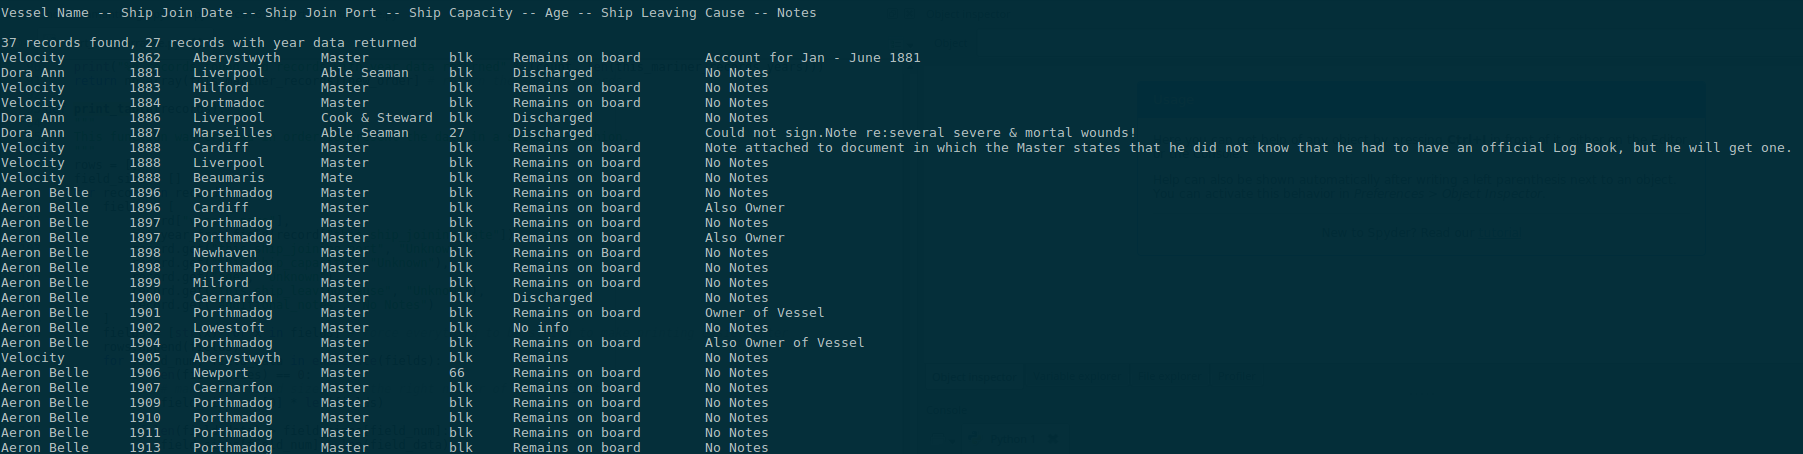 Vessel Name -- Ship Join Date -- Ship Join Port -- Ship Capacity -- Age -- Ship Leaving Cause -- Notes
37 records found, 27 records with year data returned
Velocity 1862 Aberystwyth Master blk Remains on board Account for Jan - June 1881
Dora Ann 1881 Liverpool Able Seaman blk Discharged No Notes
Velocity 1883 Milford Master blk Remains on board No Notes
Velocity 1884 Portmadoc Master blk Remains on board No Notes
Dora Ann 1886 Liverpool Cook & Steward blk Discharged No Notes
Dora Ann 1887 Marseilles Able Seaman 27 Discharged Could not sign.Note re:several severe & mortal wounds!
Velocity 1888 Cardiff Master blk Remains on board Note attached to document in which the Master states that he did not know that he had to have an official Log Book, but he will get one.
Velocity 1888 Liverpool Master blk Remains on board No Notes
Velocity 1888 Beaumaris Mate blk Remains on board No Notes
Aeron Belle 1896 Porthmadog Master blk Remains on board No Notes
Aeron Belle 1896 Cardiff Master blk Remains on board Also Owner
Aeron Belle 1897 Porthmadog Master blk Remains on board No Notes
Aeron Belle 1897 Porthmadog Master blk Remains on board Also Owner
Aeron Belle 1898 Newhaven Master blk Remains on Board No Notes
Aeron Belle 1898 Porthmadog Master blk Remains on board No Notes
Aeron Belle 1899 Milford Master blk Remains on board No Notes
Aeron Belle 1900 Caernarfon Master blk Discharged No Notes
Aeron Belle 1901 Porthmadog Master blk Remains on board Owner of Vessel
Aeron Belle 1902 Lowestoft Master blk No info No Notes
Aeron Belle 1904 Porthmadog Master blk Remains on board Also Owner of Vessel
Velocity 1905 Aberystwyth Master blk Remains No Notes
Aeron Belle 1906 Newport Master 66 Remains on board No Notes
Aeron Belle 1907 Caernarfon Master blk Remains on board No Notes
Aeron Belle 1909 Porthmadog Master blk Remains on board No Notes
Aeron Belle 1910 Porthmadog Master blk Remains on board No Notes
Aeron Belle 1911 Porthmadog Master blk Remains on board No Notes
Aeron Belle 1913 Porthmadog Master blk Remains on board No Notes